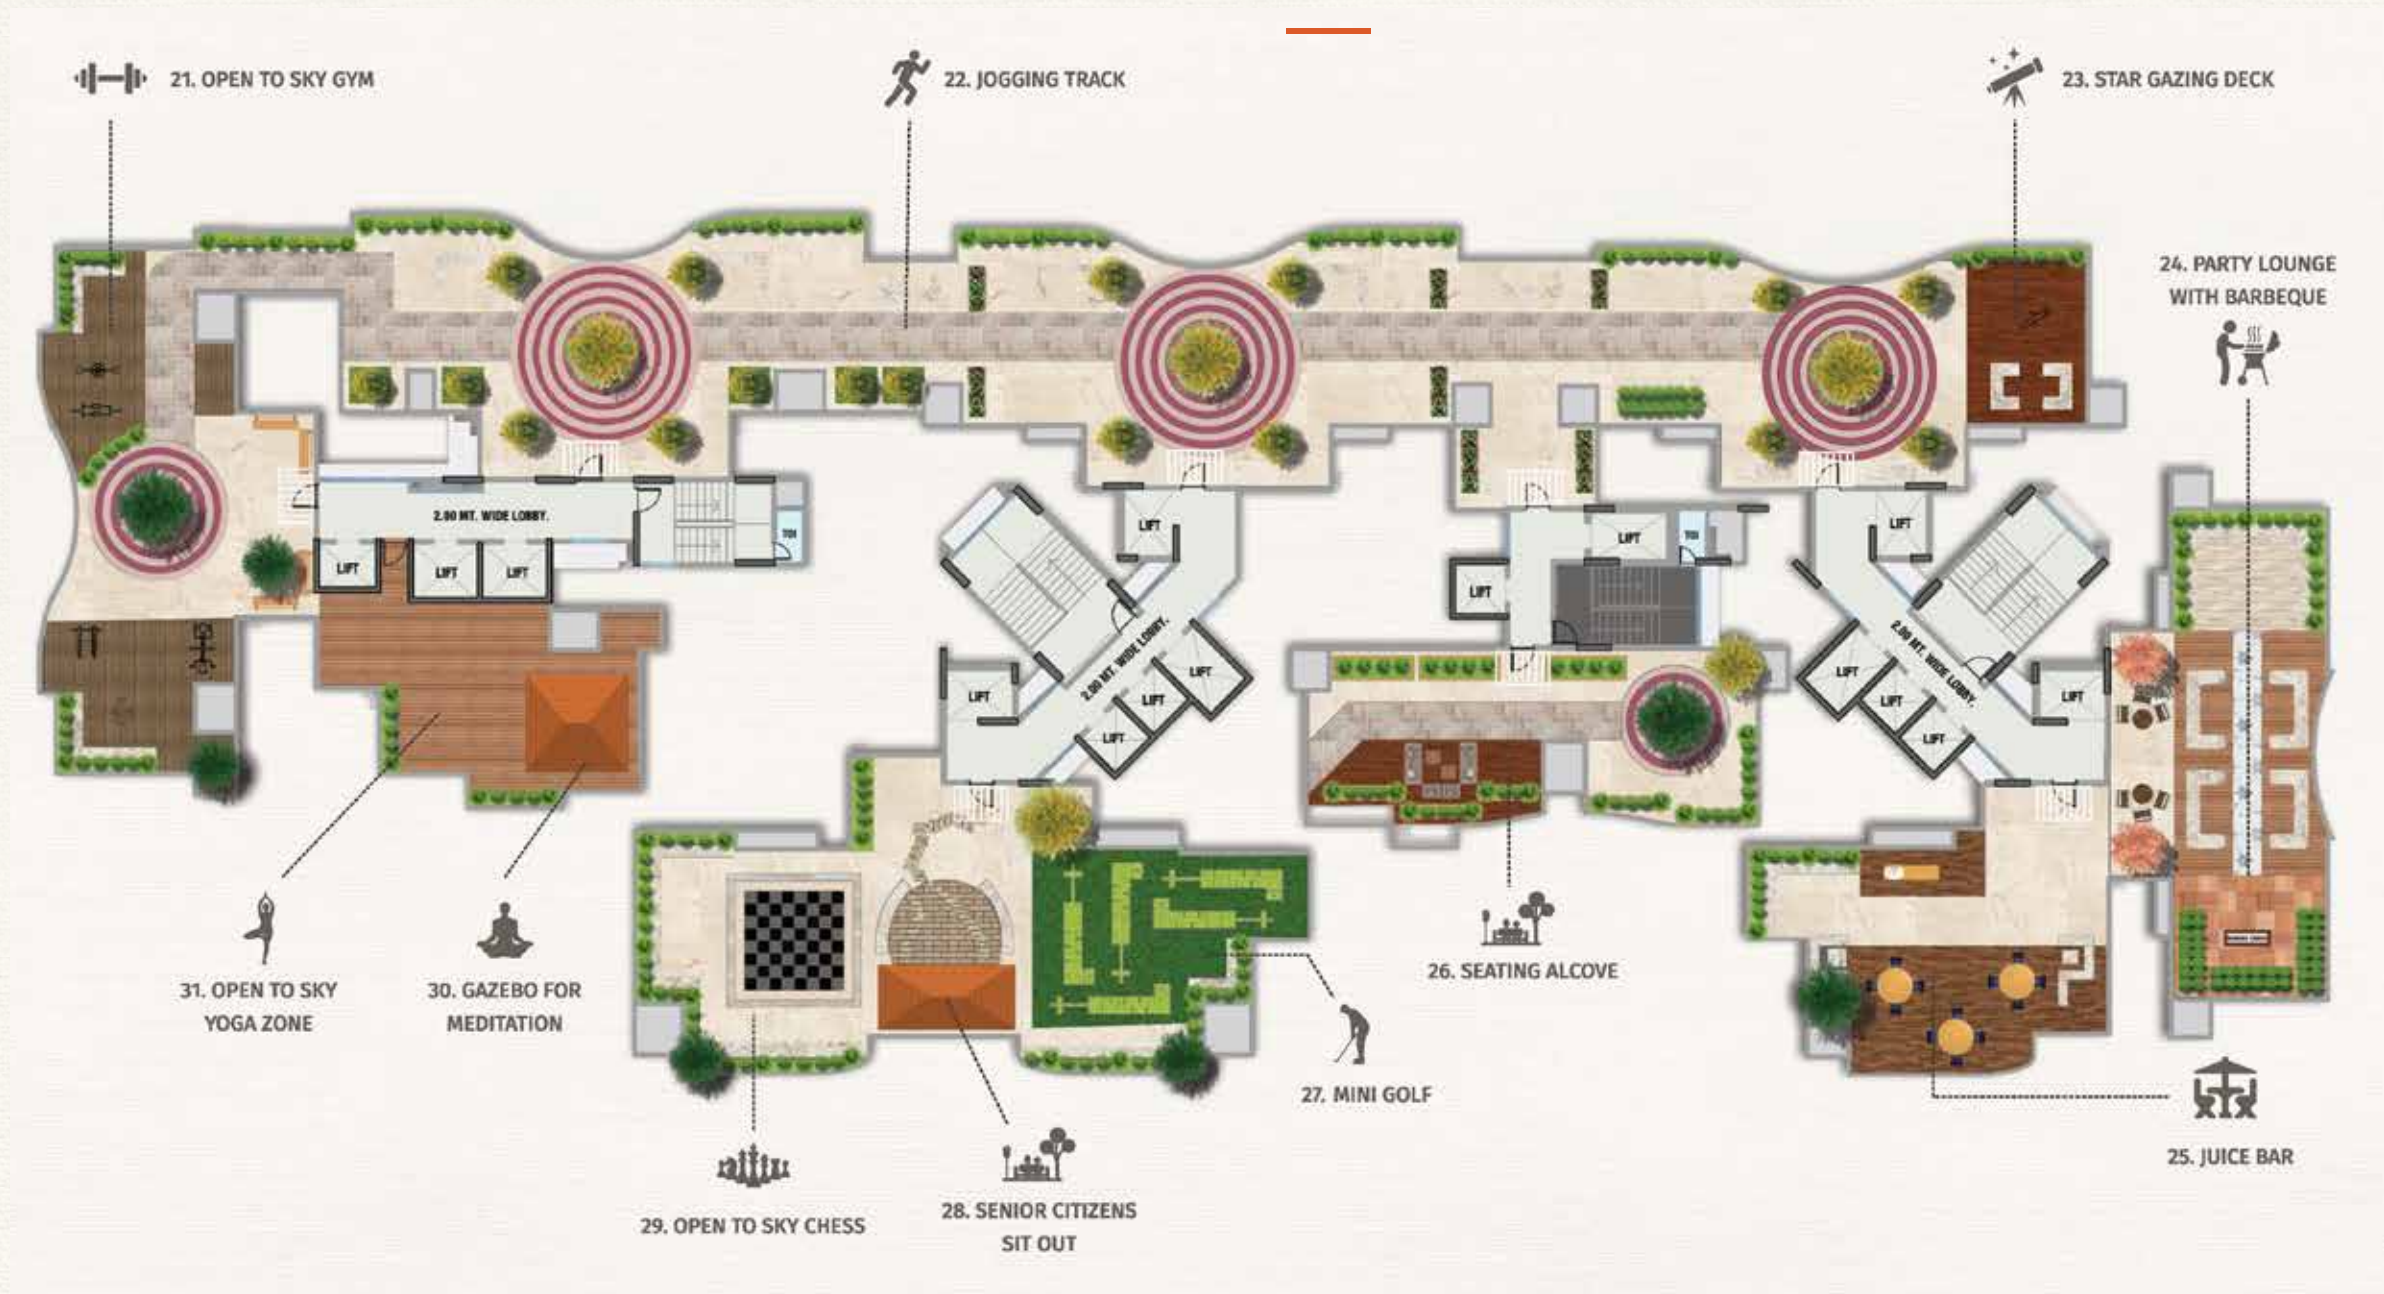 21. OPEN TO SKY GYM
22. JOGGING TRACK
23. STAR GAZING DECK
24. PARTY LOUNGE
WITH BARBEQUE
2.00 MT. WIDE LOBBY.
TOI
LIFT
LIFT
LIFT
LIFT
2.00 MT. WIDE LOBBY.
LIFT
LIFT
LIFT
LIFT
LIFT
TOI
LIFT
LIFT
2.00 MT. WIDE LOBBY.
LIFT
LIFT
LIFT
LIFT
31. OPEN TO SKY
YOGA ZONE
30. GAZEBO FOR
MEDITATION
26. SEATING ALCOVE
27. MINI GOLF
25. JUICE BAR
29. OPEN TO SKY CHESS
28. SENIOR CITIZENS
SIT OUT